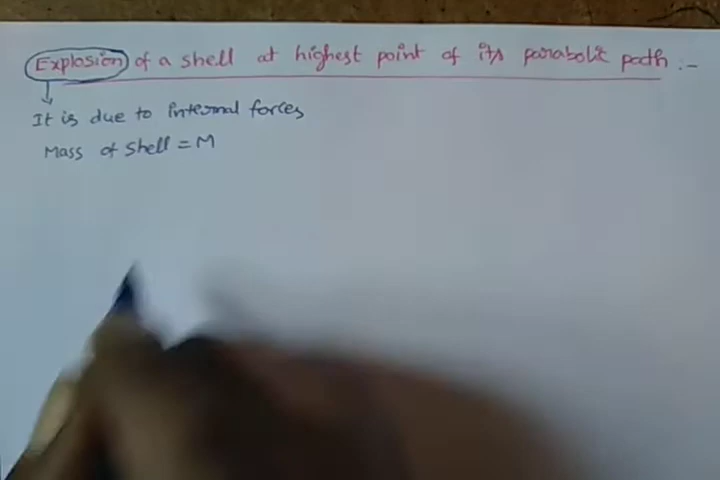 Explosion of a shell at highest point of its parabolic path :-
It is due to internal forces
Mass of shell = M